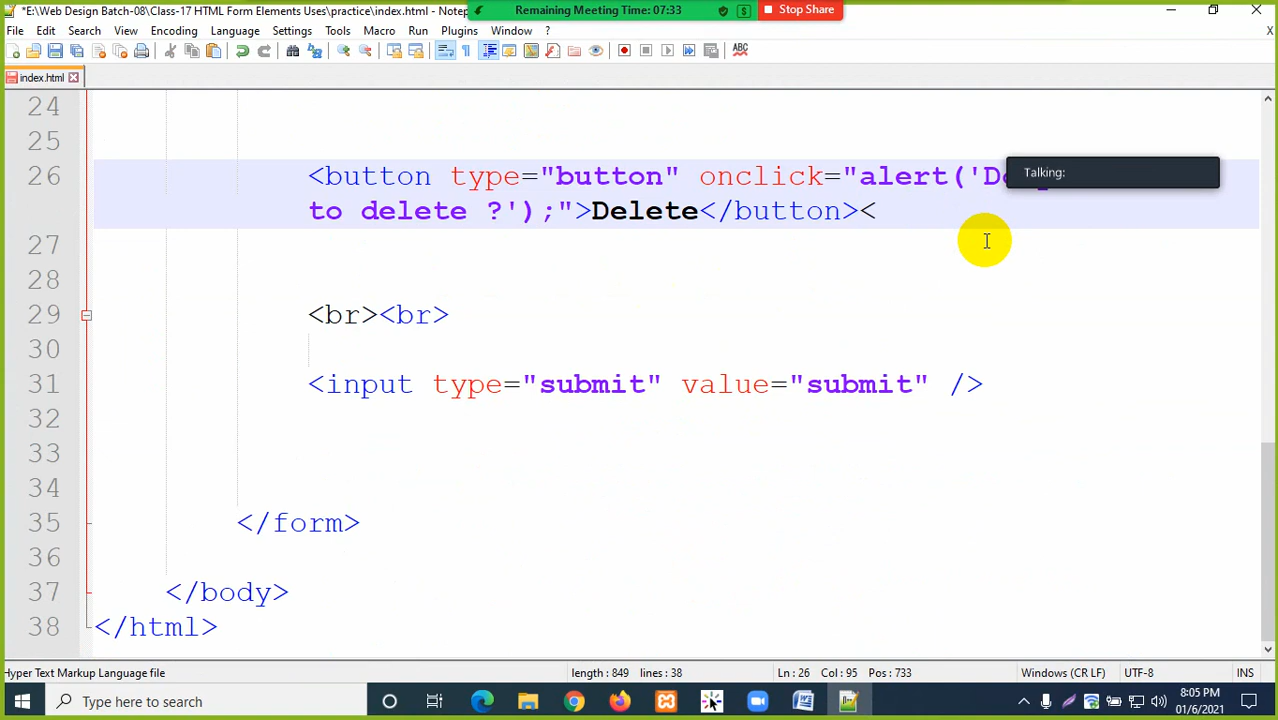 *E:\Web Design Batch-08\Class-17 HTML Form Elements Uses\practice\index.html - Notep
Remaining Meeting Time: 07:33
Stop Share
File Edit Search View Encoding Language Settings Tools Macro Run Plugins Window ? X
index.html
24
25
26 <button type="button" onclick="alert('Do
Talking:
to delete ?');">Delete</button><
27
28
29 <br><br>
30
31 <input type="submit" value="submit" />
32
33
34
35 </form>
36
37 </body>
38 </html>
Hyper Text Markup Language file length : 849 lines : 38 Ln : 26 Col : 95 Pos : 733 Windows (CR LF) UTF-8 INS
Type here to search
8:05 PM
01/6/2021